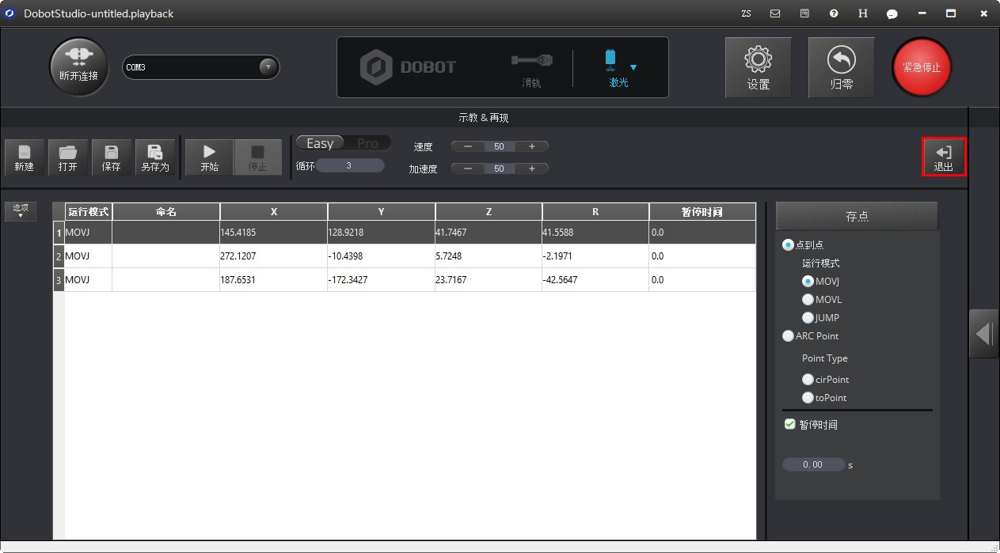 DobotStudio-untitled.playback
ZS
H
断开连接
COM3
DOBOT
滑轨
激光
设置
归零
紧急停止
示教 & 再现
新建
打开
保存
另存为
开始
停止
Easy Pro
循环 3
速度 50
加速度 50
退出
选项
运行模式 命名 X Y Z R 暂停时间
1 MOVJ 145.4185 128.9218 41.7467 41.5588 0.0
2 MOVJ 272.1207 -10.4398 5.7248 -2.1971 0.0
3 MOVJ 187.6531 -172.3427 23.7167 -42.5647 0.0
存点
点到点
运行模式
MOVJ
MOVL
JUMP
ARC Point
Point Type
cirPoint
toPoint
暂停时间
0.00 s